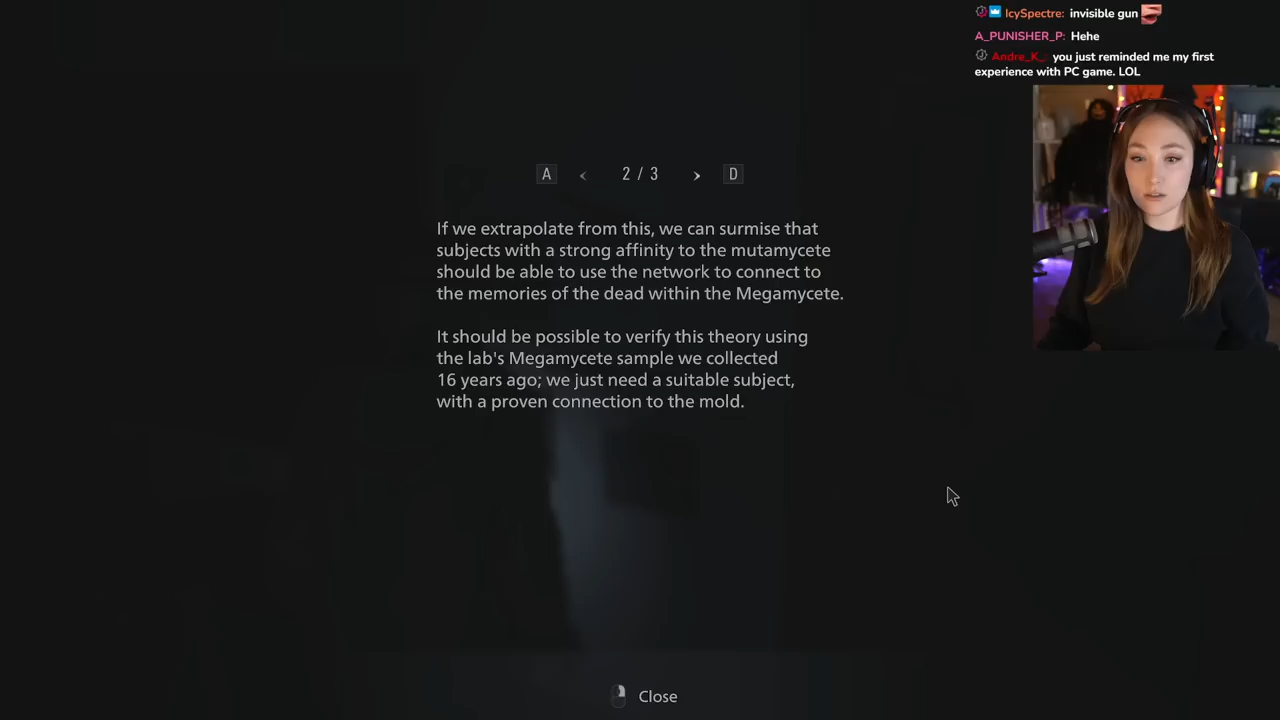 IcySpectre: invisible gun
A_PUNISHER_P: Hehe
Andre_K_: you just reminded me my first
experience with PC game. LOL
A < 2 / 3 > D
If we extrapolate from this, we can surmise that
subjects with a strong affinity to the mutamycete
should be able to use the network to connect to
the memories of the dead within the Megamycete.
It should be possible to verify this theory using
the lab's Megamycete sample we collected
16 years ago; we just need a suitable subject,
with a proven connection to the mold.
Close